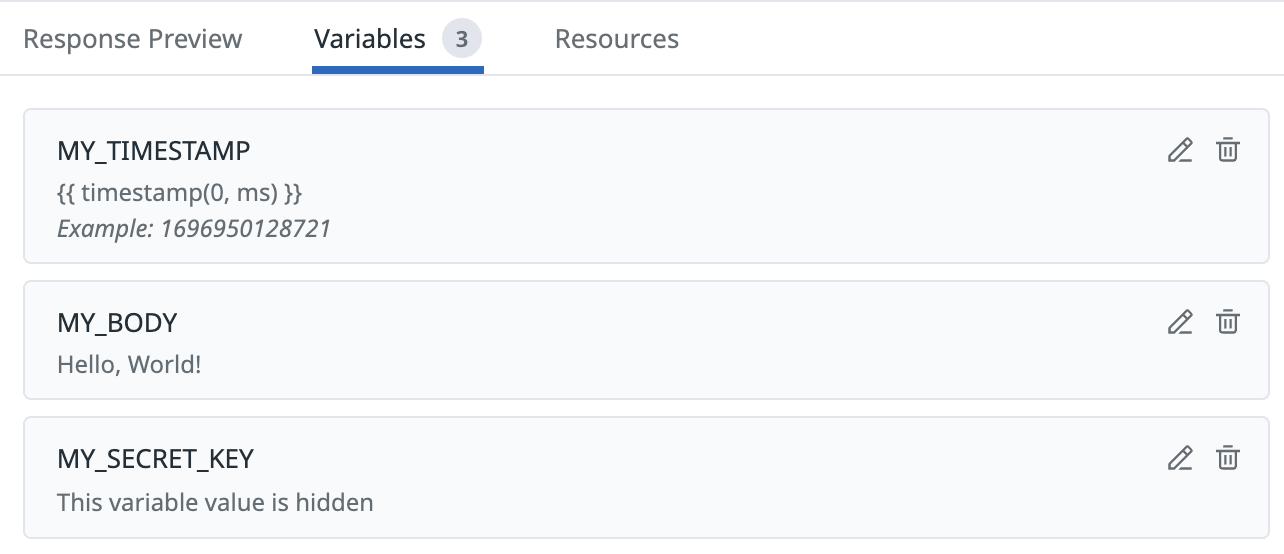 Response Preview
Variables 3
Resources
MY_TIMESTAMP
{{ timestamp(0, ms) }}
Example: 1696950128721
MY_BODY
Hello, World!
MY_SECRET_KEY
This variable value is hidden